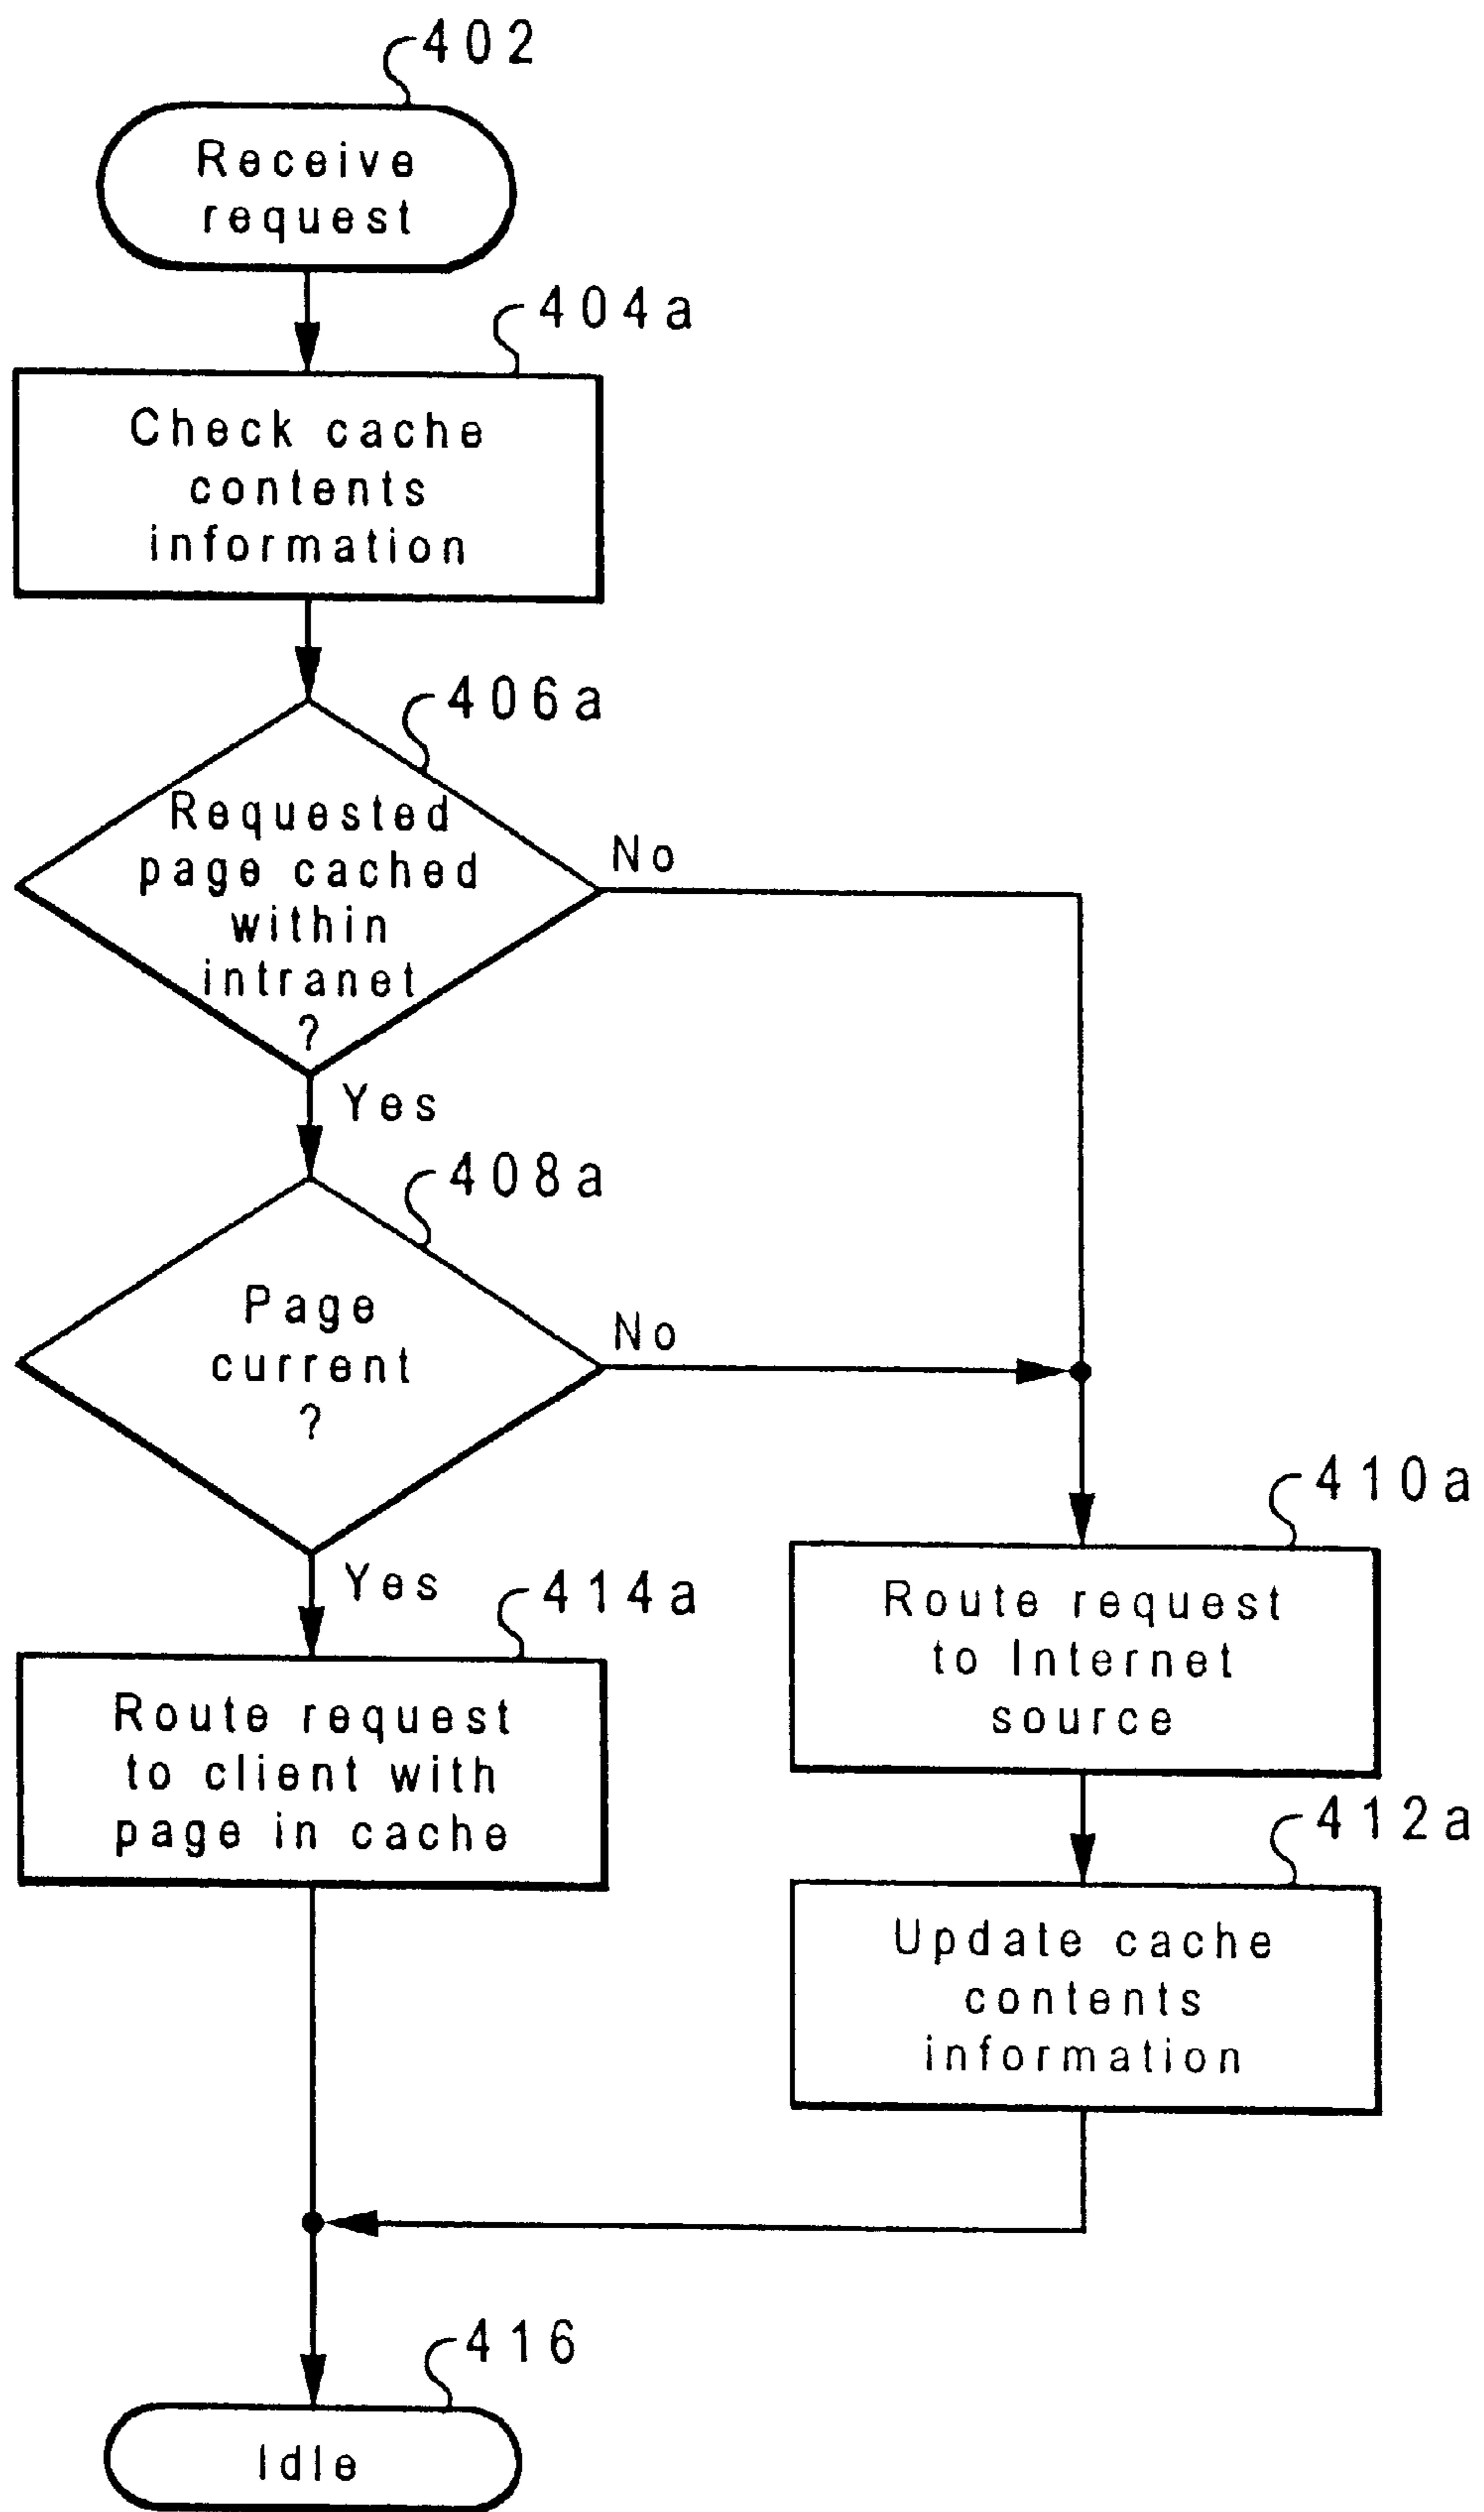 402
Receive
request
404a
Check cache
contents
information
406a
Requested
page cached
within
intranet
?
No
Yes
408a
Page
current
?
No
Yes
410a
Route request
to Internet
source
414a
Route request
to client with
page in cache
412a
Update cache
contents
information
416
Idle